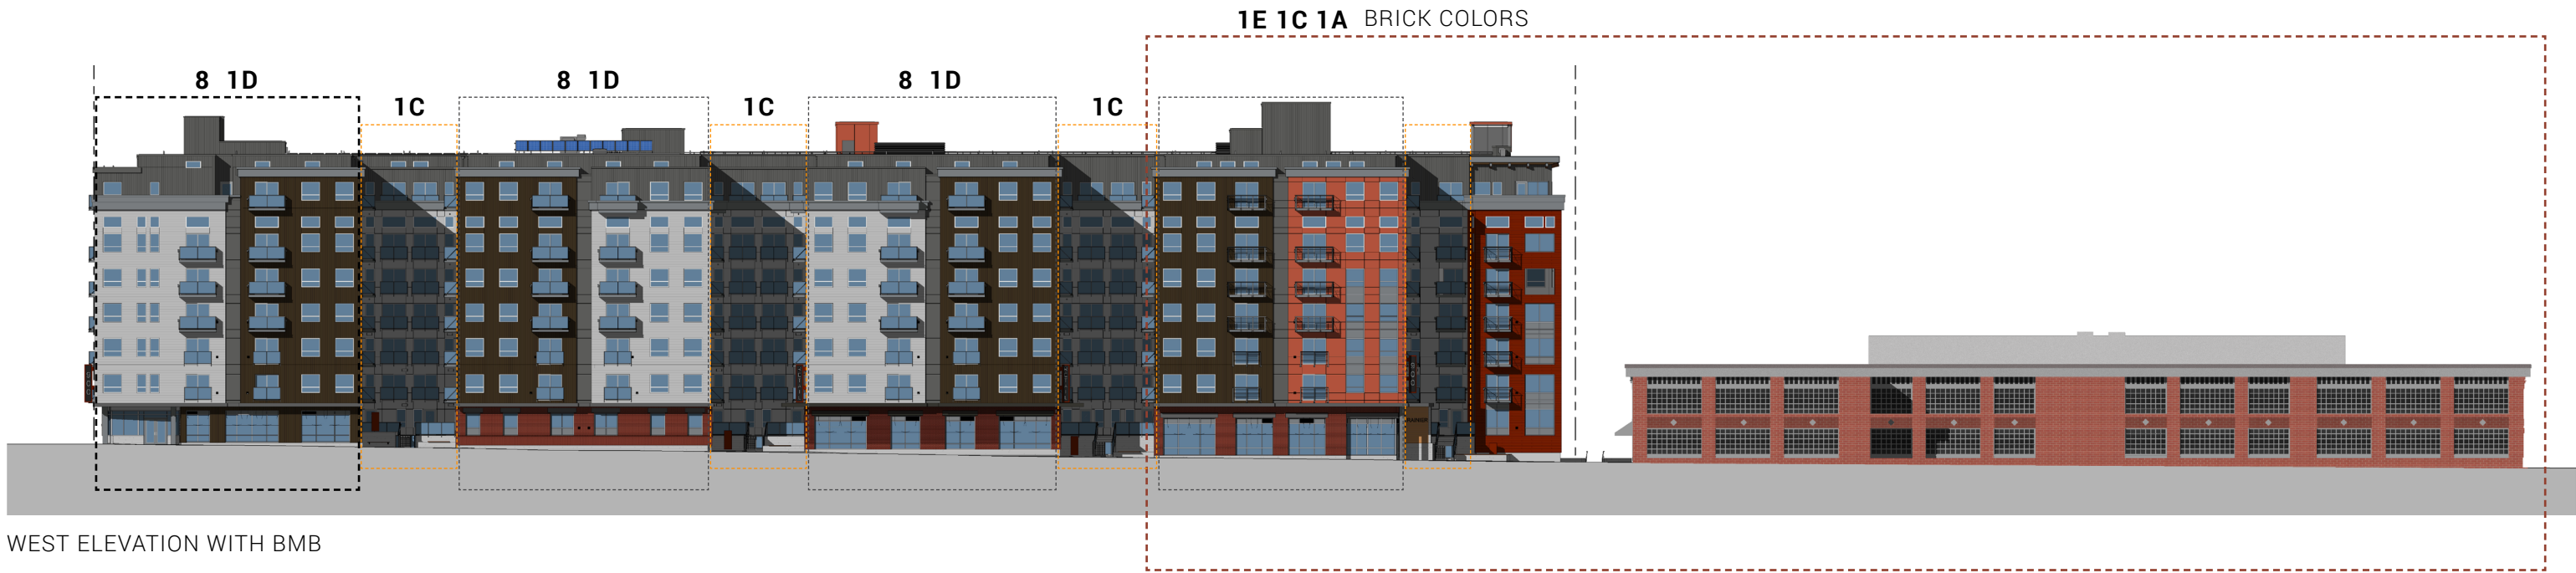 1E 1C 1A BRICK COLORS
8 1D
8 1D
8 1D
1C
1C
1C
WEST ELEVATION WITH BMB